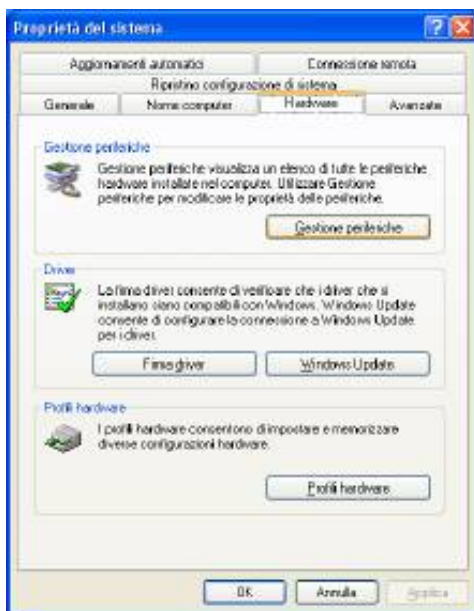 Proprietà del sistema
Aggiornamenti automatici
Connessione remota
Ripristino configurazione di sistema
Generale
Nome computer
Hardware
Avanzate
Gestione periferiche
Gestione periferiche visualizza un elenco di tutte le periferiche
hardware installate nel computer. Utilizzare Gestione
periferiche per modificare le proprietà delle periferiche.
Gestione periferiche
Driver
La firma driver consente di verificare che i driver che si
installano siano compatibili con Windows. Windows Update
consente di configurare la connessione a Windows Update
per i driver.
Firma driver
Windows Update
Profili hardware
I profili hardware consentono di impostare e memorizzare
diverse configurazioni hardware.
Profili hardware
OK
Annulla
Applica